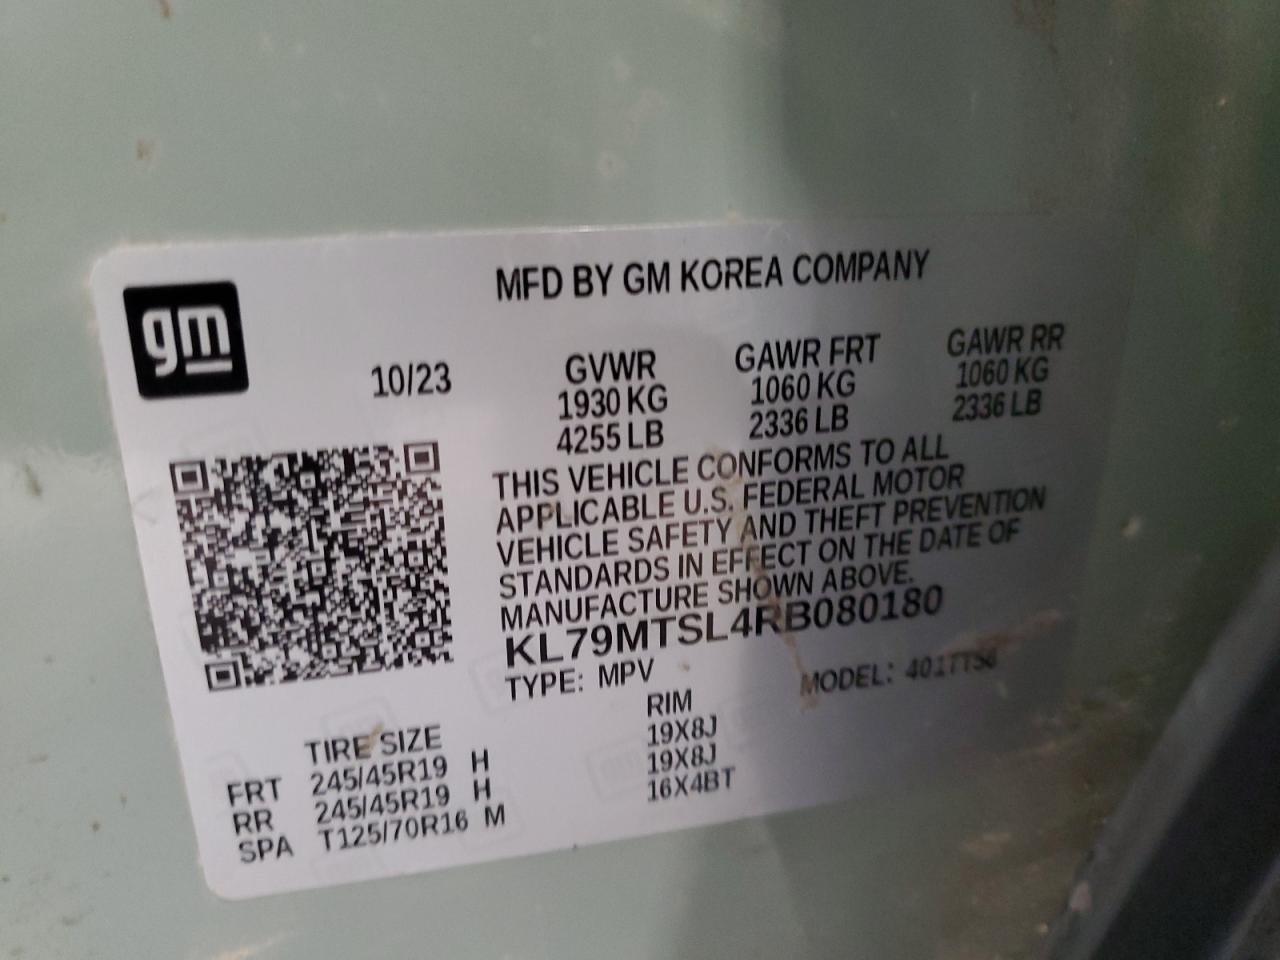 MFD BY GM KOREA COMPANY
gm
10/23
GVWR GAWR FRT GAWR RR
1930 KG 1060 KG 1060 KG
4255 LB 2336 LB 2336 LB
THIS VEHICLE CONFORMS TO ALL
APPLICABLE U.S. FEDERAL MOTOR
VEHICLE SAFETY AND THEFT PREVENTION
STANDARDS IN EFFECT ON THE DATE OF
MANUFACTURE SHOWN ABOVE.
KL79MTSL4RB080180
TYPE: MPV MODEL:
TIRE SIZE RIM
FRT 245/45R19 H 19X8J
RR 245/45R19 H 19X8J
SPA T125/70R16 M 16X4BT